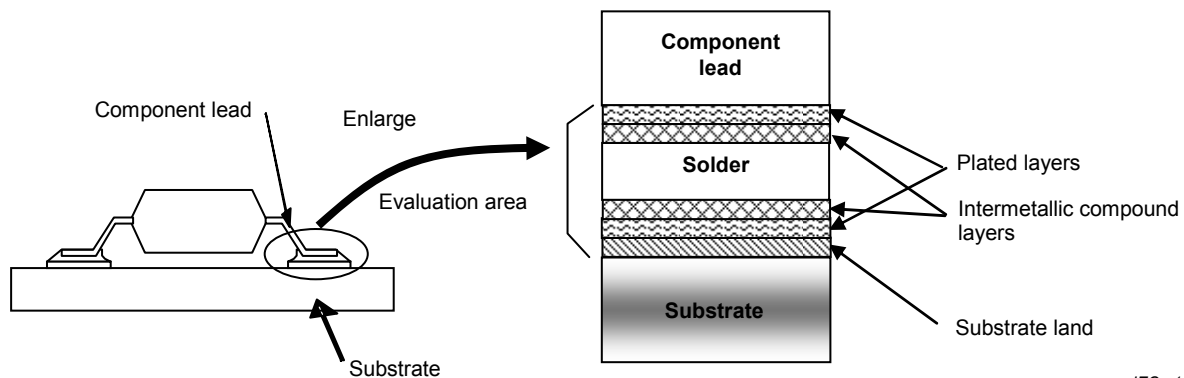 Component lead
Enlarge
Evaluation area
Substrate
Component
lead
Solder
Substrate
Plated layers
Intermetallic compound
layers
Substrate land